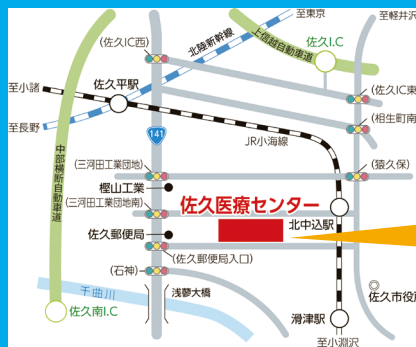 至東京
至軽井沢
(佐久IC西)
北陸新幹線
上信越自動車道
佐久I.C
佐久平駅
至小諸
(佐久IC東
(相生町南
至長野
141
JR小海線
中部横断自動車道
(三河田工業団地)
(猿久保)
樫山工業
(三河田工業団地南)
佐久医療センター
北中込駅
佐久郵便局
(佐久郵便局入口)
(石神)
千曲川
浅蓼大橋
佐久市役所
佐久南I.C
滑津駅
至小淵沢